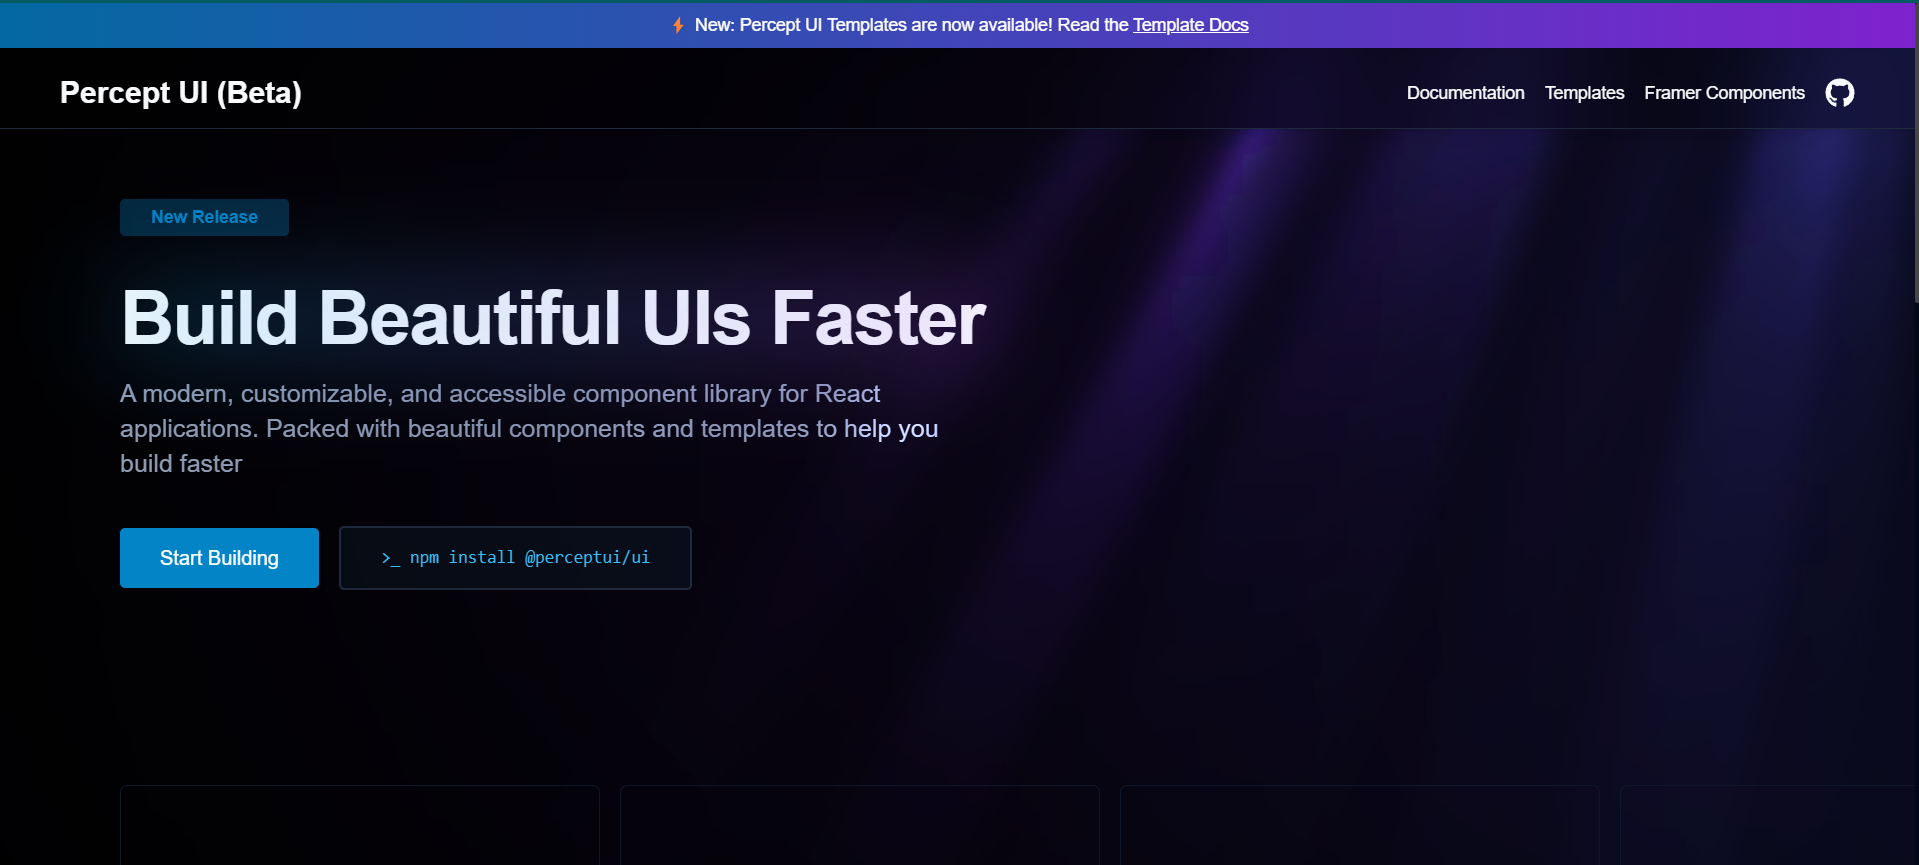 New: Percept UI Templates are now available! Read the Template Docs
Percept UI (Beta)
Documentation
Templates
Framer Components
New Release
Build Beautiful UIs Faster
A modern, customizable, and accessible component library for React
applications. Packed with beautiful components and templates to help you
build faster
Start Building
>_ npm install @perceptui/ui